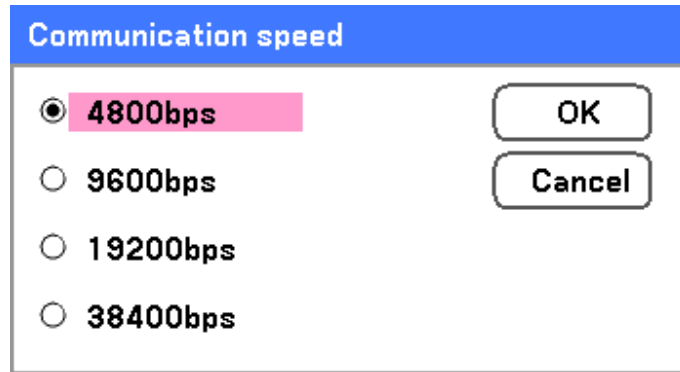 Communication speed
4800bps
OK
9600bps
Cancel
19200bps
38400bps